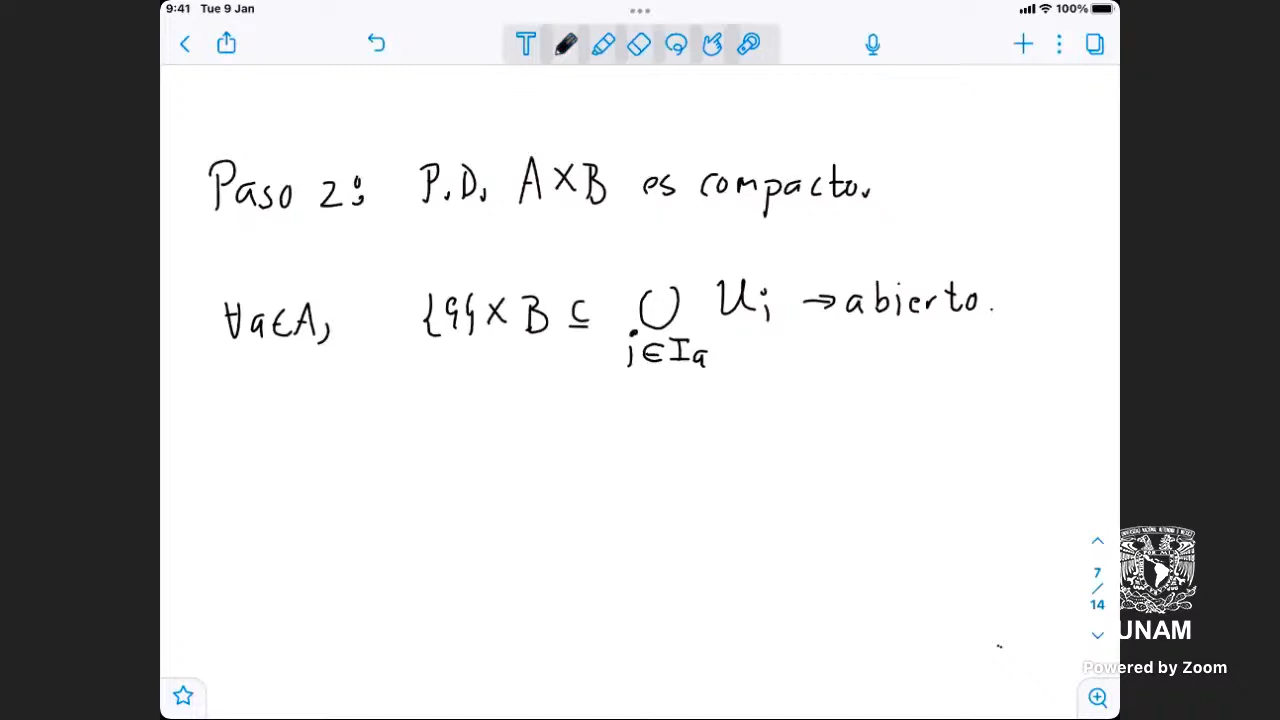 9:41 Tue 9 Jan 100%
T
Paso 2: P.D. A×B es compacto.
∀a∈A, {a}×B ⊆ ∪ Ui → abierto.
i∈Ia
7
/
14
UNAM
Powered by Zoom